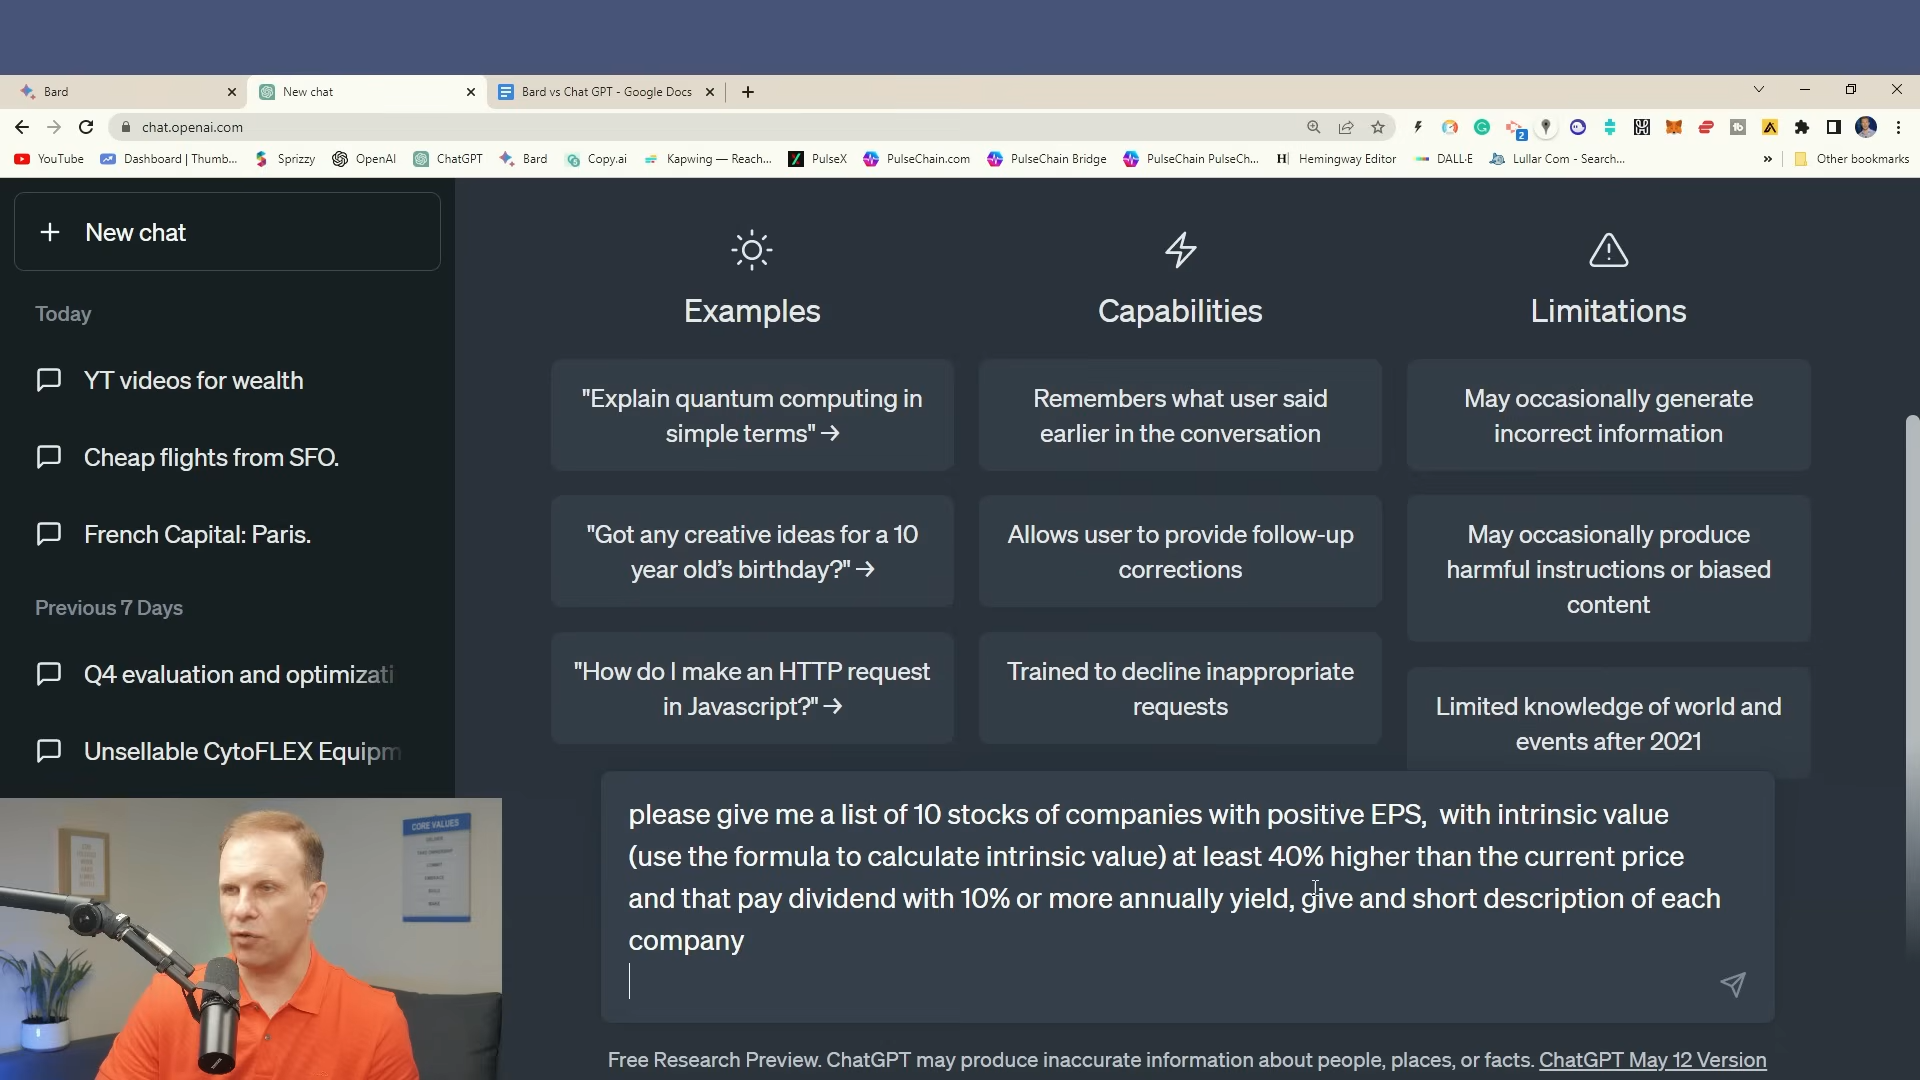 Bard
New chat
Bard vs Chat GPT - Google Docs
chat.openai.com
2
YouTube
Dashboard | Thumb...
Sprizzy
OpenAI
ChatGPT
Bard
Copy.ai
Kapwing — Reach...
PulseX
PulseChain.com
PulseChain Bridge
PulseChain PulseCh...
Hemingway Editor
DALL·E
Lullar Com - Search...
»
Other bookmarks
+ New chat
Today
YT videos for wealth
Cheap flights from SFO.
French Capital: Paris.
Previous 7 Days
Q4 evaluation and optimizati
Unsellable CytoFLEX Equipm
Examples
"Explain quantum computing in
simple terms" →
"Got any creative ideas for a 10
year old’s birthday?" →
"How do I make an HTTP request
in Javascript?" →
Capabilities
Remembers what user said
earlier in the conversation
Allows user to provide follow-up
corrections
Trained to decline inappropriate
requests
Limitations
May occasionally generate
incorrect information
May occasionally produce
harmful instructions or biased
content
Limited knowledge of world and
events after 2021
please give me a list of 10 stocks of companies with positive EPS,  with intrinsic value
(use the formula to calculate intrinsic value) at least 40% higher than the current price
and that pay dividend with 10% or more annually yield, give and short description of each
company
Free Research Preview. ChatGPT may produce inaccurate information about people, places, or facts. ChatGPT May 12 Version
CORE VALUES